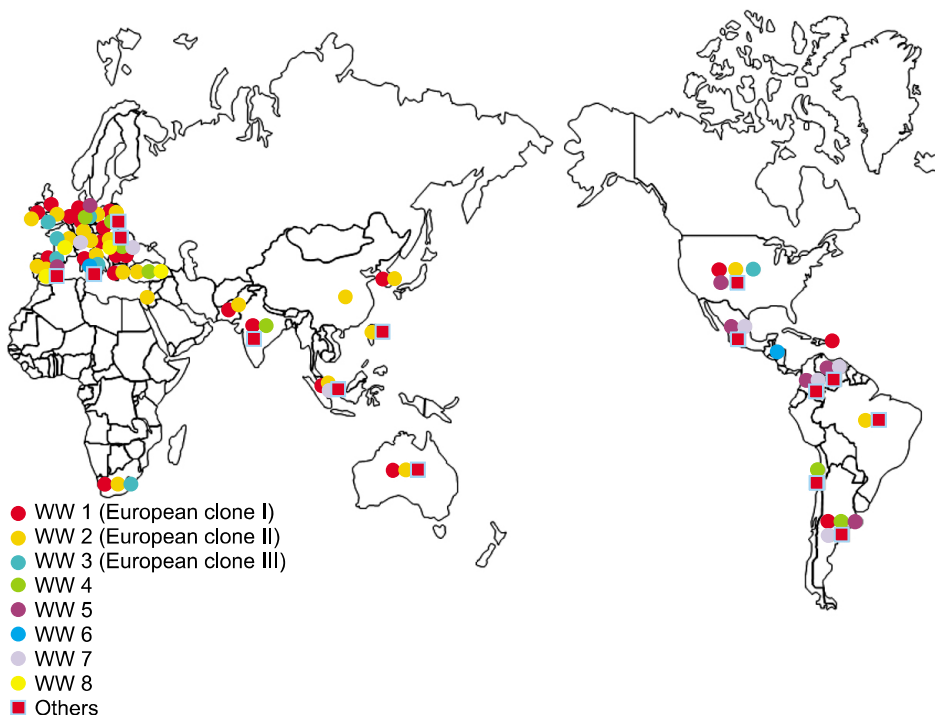 WW 1 (European clone I)
WW 2 (European clone II)
WW 3 (European clone III)
WW 4
WW 5
WW 6
WW 7
WW 8
Others